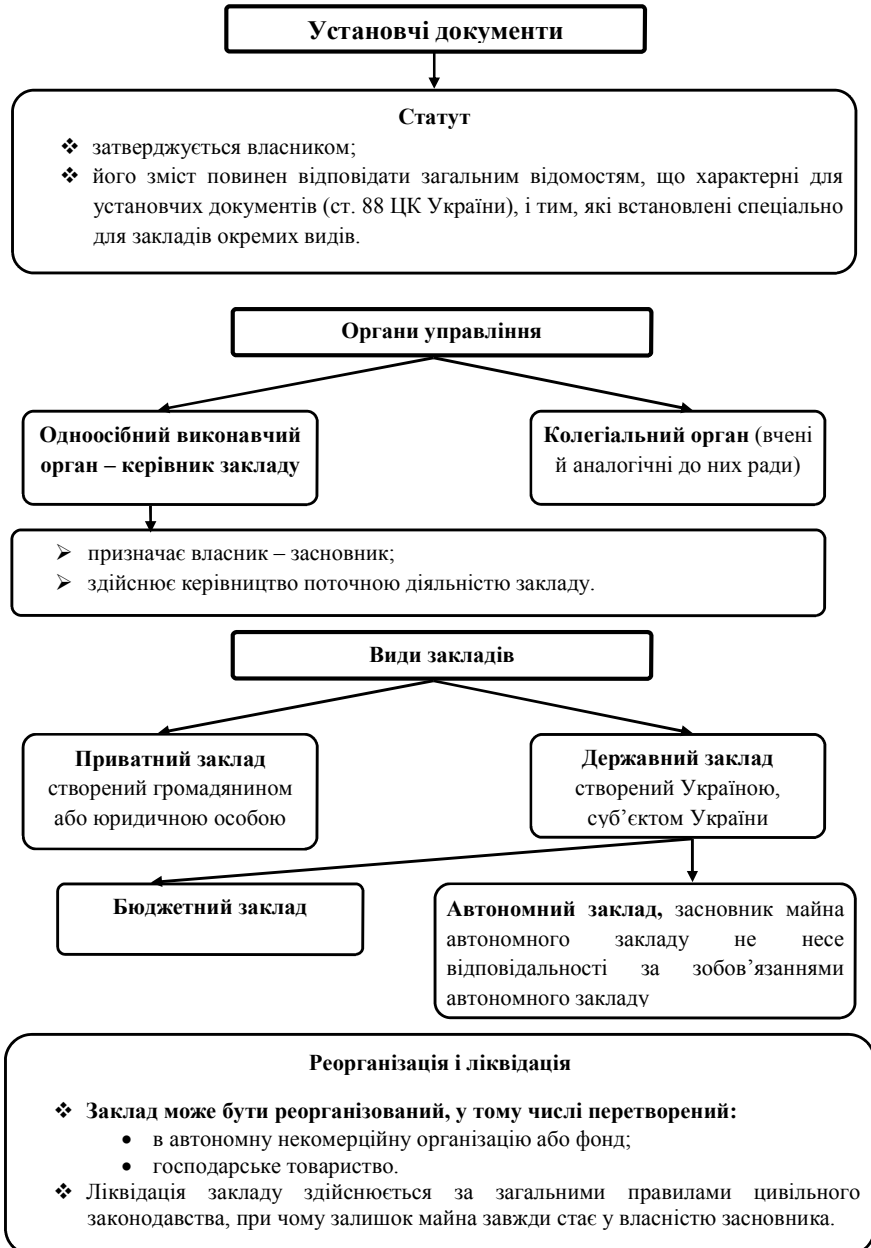 Установчі документи
Статут
❖ затверджується власником;
❖ його зміст повинен відповідати загальним відомостям, що характерні для
установчих документів (ст. 88 ЦК України), і тим, які встановлені спеціально
для закладів окремих видів.
Органи управління
Одноосібний виконавчий
орган – керівник закладу
Колегіальний орган (вчені
й аналогічні до них ради)
➢ призначає власник – засновник;
➢ здійснює керівництво поточною діяльністю закладу.
Види закладів
Приватний заклад
створений громадянином
або юридичною особою
Державний заклад
створений Україною,
суб’єктом України
Бюджетний заклад
Автономний заклад, засновник майна
автономного закладу не несе
відповідальності за зобов’язаннями
автономного закладу
Реорганізація і ліквідація
❖ Заклад може бути реорганізований, у тому числі перетворений:
• в автономну некомерційну організацію або фонд;
• господарське товариство.
❖ Ліквідація закладу здійснюється за загальними правилами цивільного
законодавства, при чому залишок майна завжди стає у власністю засновника.